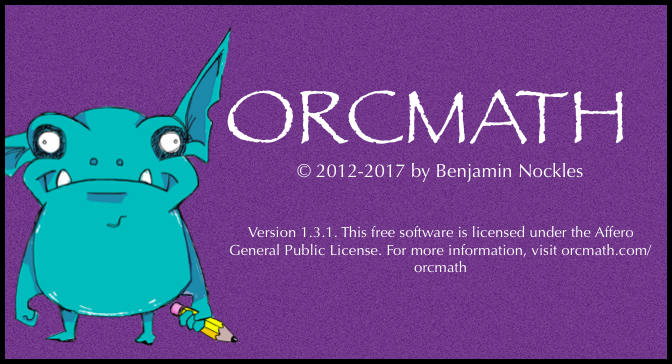 ORCMATH
© 2012-2017 by Benjamin Nockles
Version 1.3.1. This free software is licensed under the Affero
General Public License. For more information, visit orcmath.com/
orcmath